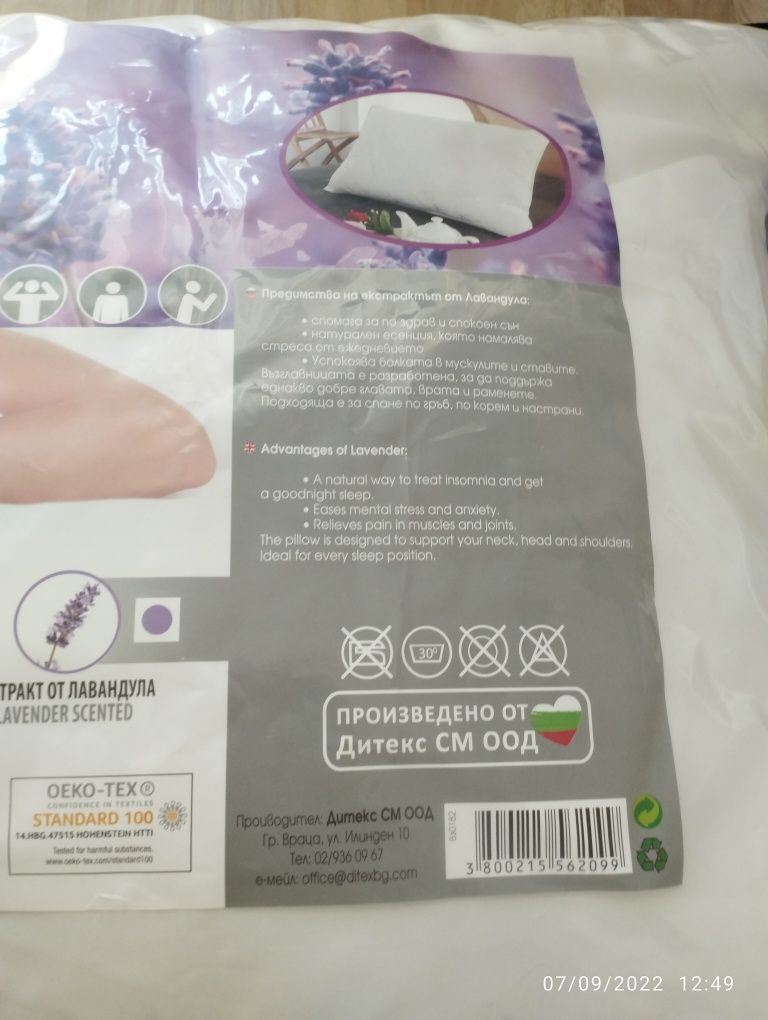 Предимства на екстрактът от Лавандула:
• спомага за по здрав и спокоен сън
• натурален есенция, която намалява
стреса от ежедневието
• Успокоява болката в мускулите и ставите.
Възглавницата е разработена, за да поддържа
еднакво добре главата, врата и раменете.
Подходяща е за спане по гръб, по корем и настрани.
Advantages of Lavender:
• A natural way to treat insomnia and get
a goodnight sleep.
• Eases mental stress and anxiety.
• Relieves pain in muscles and joints.
The pillow is designed to support your neck, head and shoulders.
Ideal for every sleep position.
30°
ТРАКТ ОТ ЛАВАНДУЛА
LAVENDER SCENTED
ПРОИЗВЕДЕНО ОТ
Дитекс СМ ООД
OEKO-TEX®
CONFIDENCE IN TEXTILES
STANDARD 100
14.HBG.47515 HOHENSTEIN HTTI
Tested for harmful substances.
www.oeko-tex.com/standard100
Производител: Дитекс СМ ООД
Гр. Враца, ул. Илинден 10
Тел: 02/936 09 67
е-мейл: office@ditexbg.com
3 800215 562099
07/09/2022 12:49